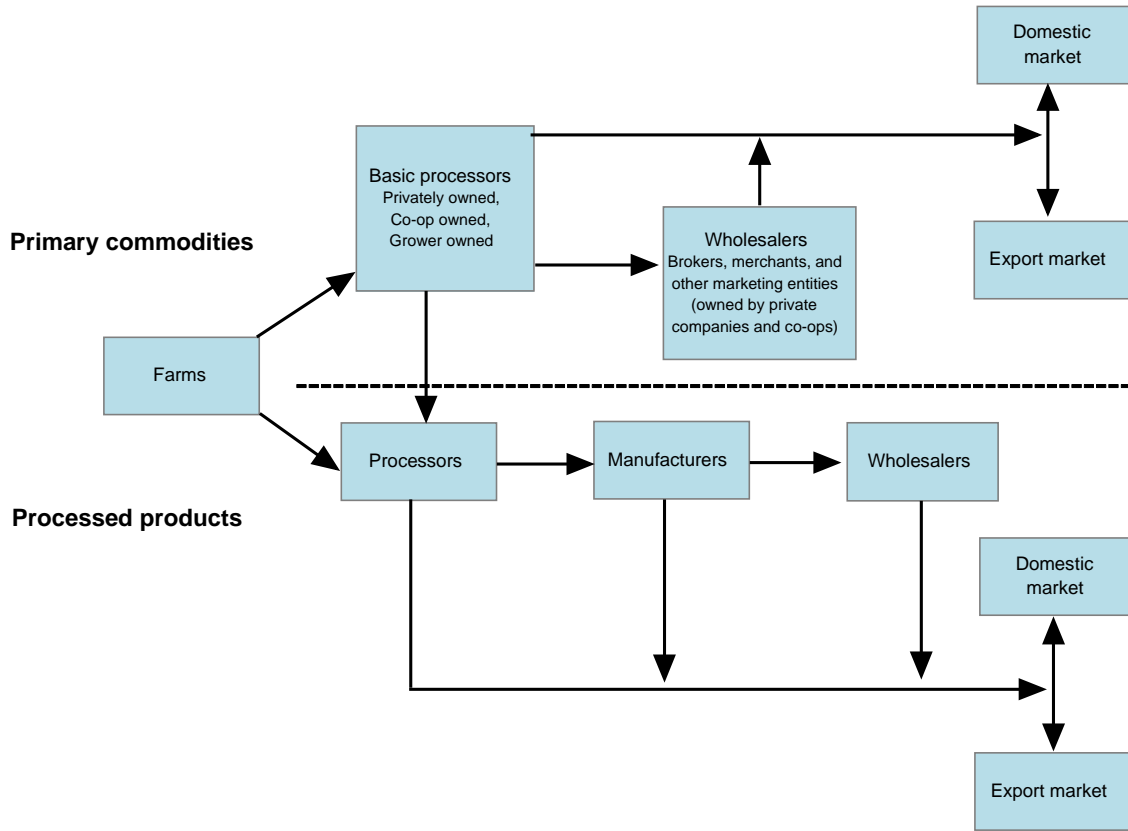 Domestic
market
Basic processors
Privately owned,
Co-op owned,
Grower owned
Primary commodities
Wholesalers
Brokers, merchants, and
other marketing entities
(owned by private
companies and co-ops)
Export market
Farms
Processors
Manufacturers
Wholesalers
Processed products
Domestic
market
Export market